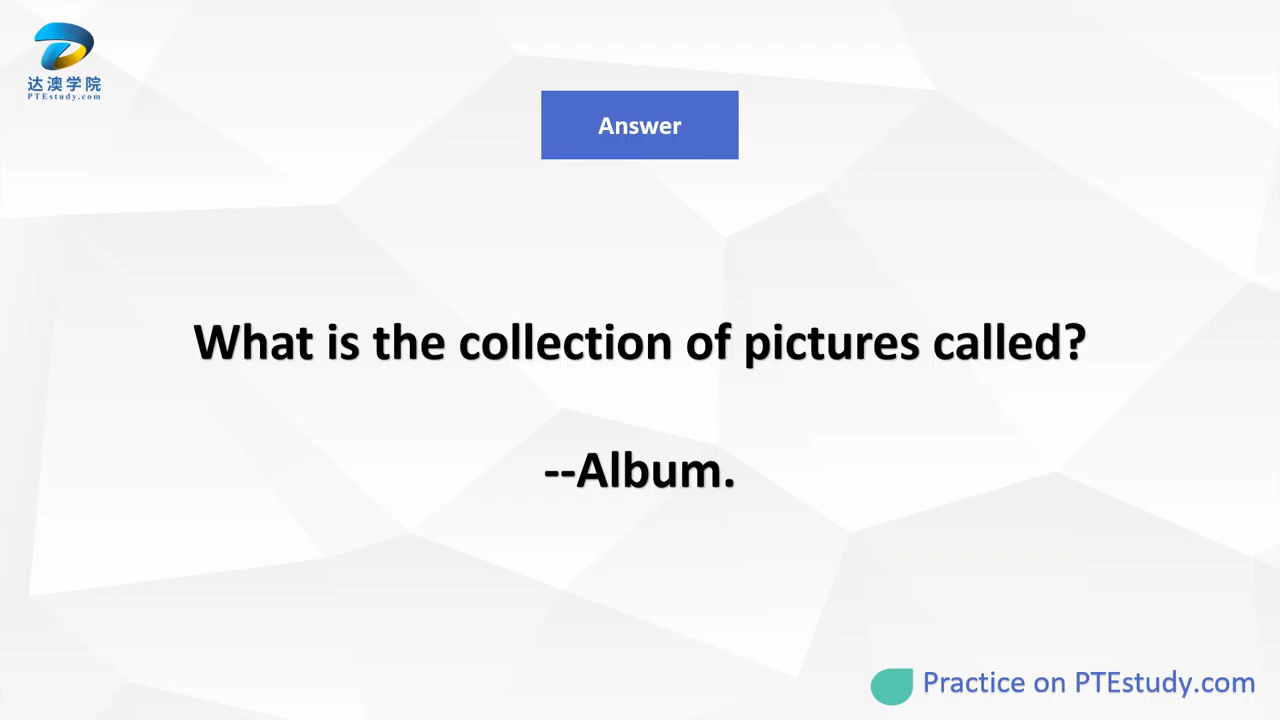 达澳学院
PTEstudy.com
Answer
What is the collection of pictures called?
--Album.
Practice on PTEstudy.com